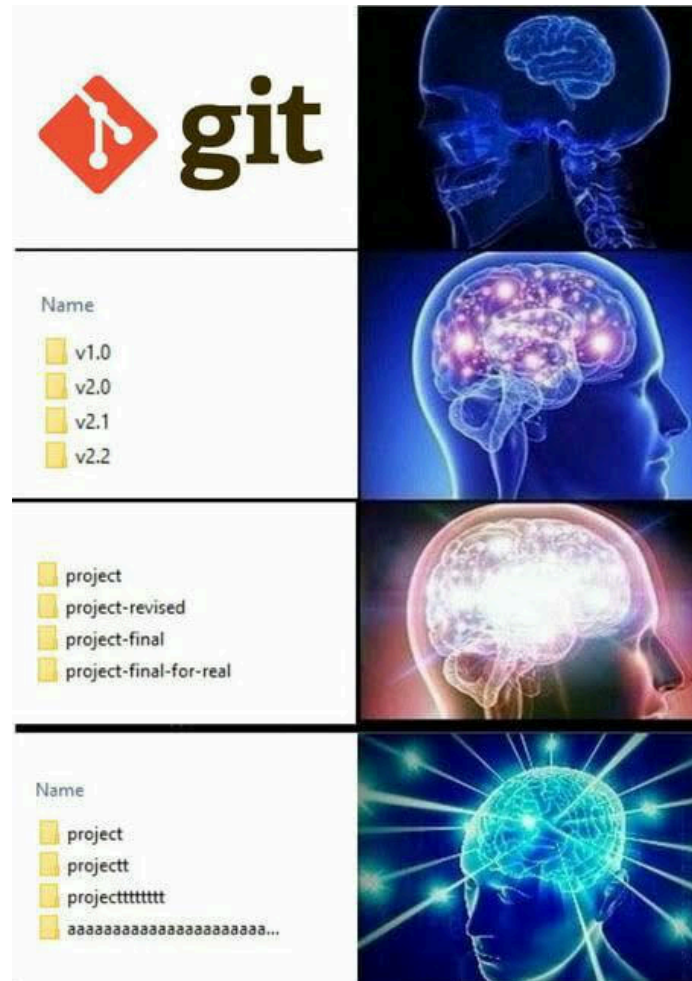 git
Name
v1.0
v2.0
v2.1
v2.2
project
project-revised
project-final
project-final-for-real
Name
project
projectt
projectttttttt
aaaaaaaaaaaaaaaaaaaaaa...